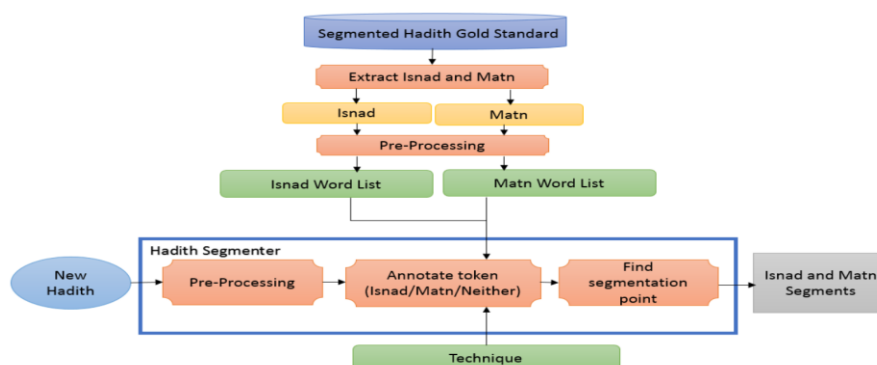 Segmented Hadith Gold Standard
Extract Isnad and Matn
Isnad
Matn
Pre-Processing
Isnad Word List
Matn Word List
Hadith Segmenter
New
Hadith
Pre-Processing
Annotate token
(Isnad/Matn/Neither)
Find
segmentation
point
Isnad and Matn
Segments
Technique